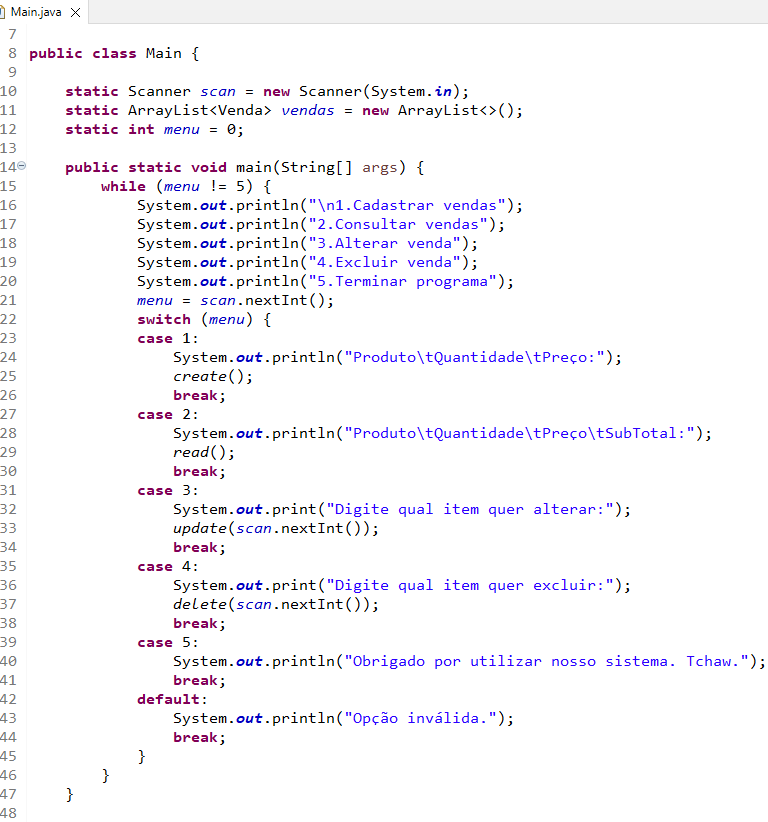 Main.java
7
8 public class Main {
9
10 static Scanner scan = new Scanner(System.in);
11 static ArrayList<Venda> vendas = new ArrayList<>();
12 static int menu = 0;
13
14 public static void main(String[] args) {
15 while (menu != 5) {
16 System.out.println("\n1.Cadastrar vendas");
17 System.out.println("2.Consultar vendas");
18 System.out.println("3.Alterar venda");
19 System.out.println("4.Excluir venda");
20 System.out.println("5.Terminar programa");
21 menu = scan.nextInt();
22 switch (menu) {
23 case 1:
24 System.out.println("Produto\tQuantidade\tPreço:");
25 create();
26 break;
27 case 2:
28 System.out.println("Produto\tQuantidade\tPreço\tSubTotal:");
29 read();
30 break;
31 case 3:
32 System.out.print("Digite qual item quer alterar:");
33 update(scan.nextInt());
34 break;
35 case 4:
36 System.out.print("Digite qual item quer excluir:");
37 delete(scan.nextInt());
38 break;
39 case 5:
40 System.out.println("Obrigado por utilizar nosso sistema. Tchaw.");
41 break;
42 default:
43 System.out.println("Opção inválida.");
44 break;
45 }
46 }
47 }
48